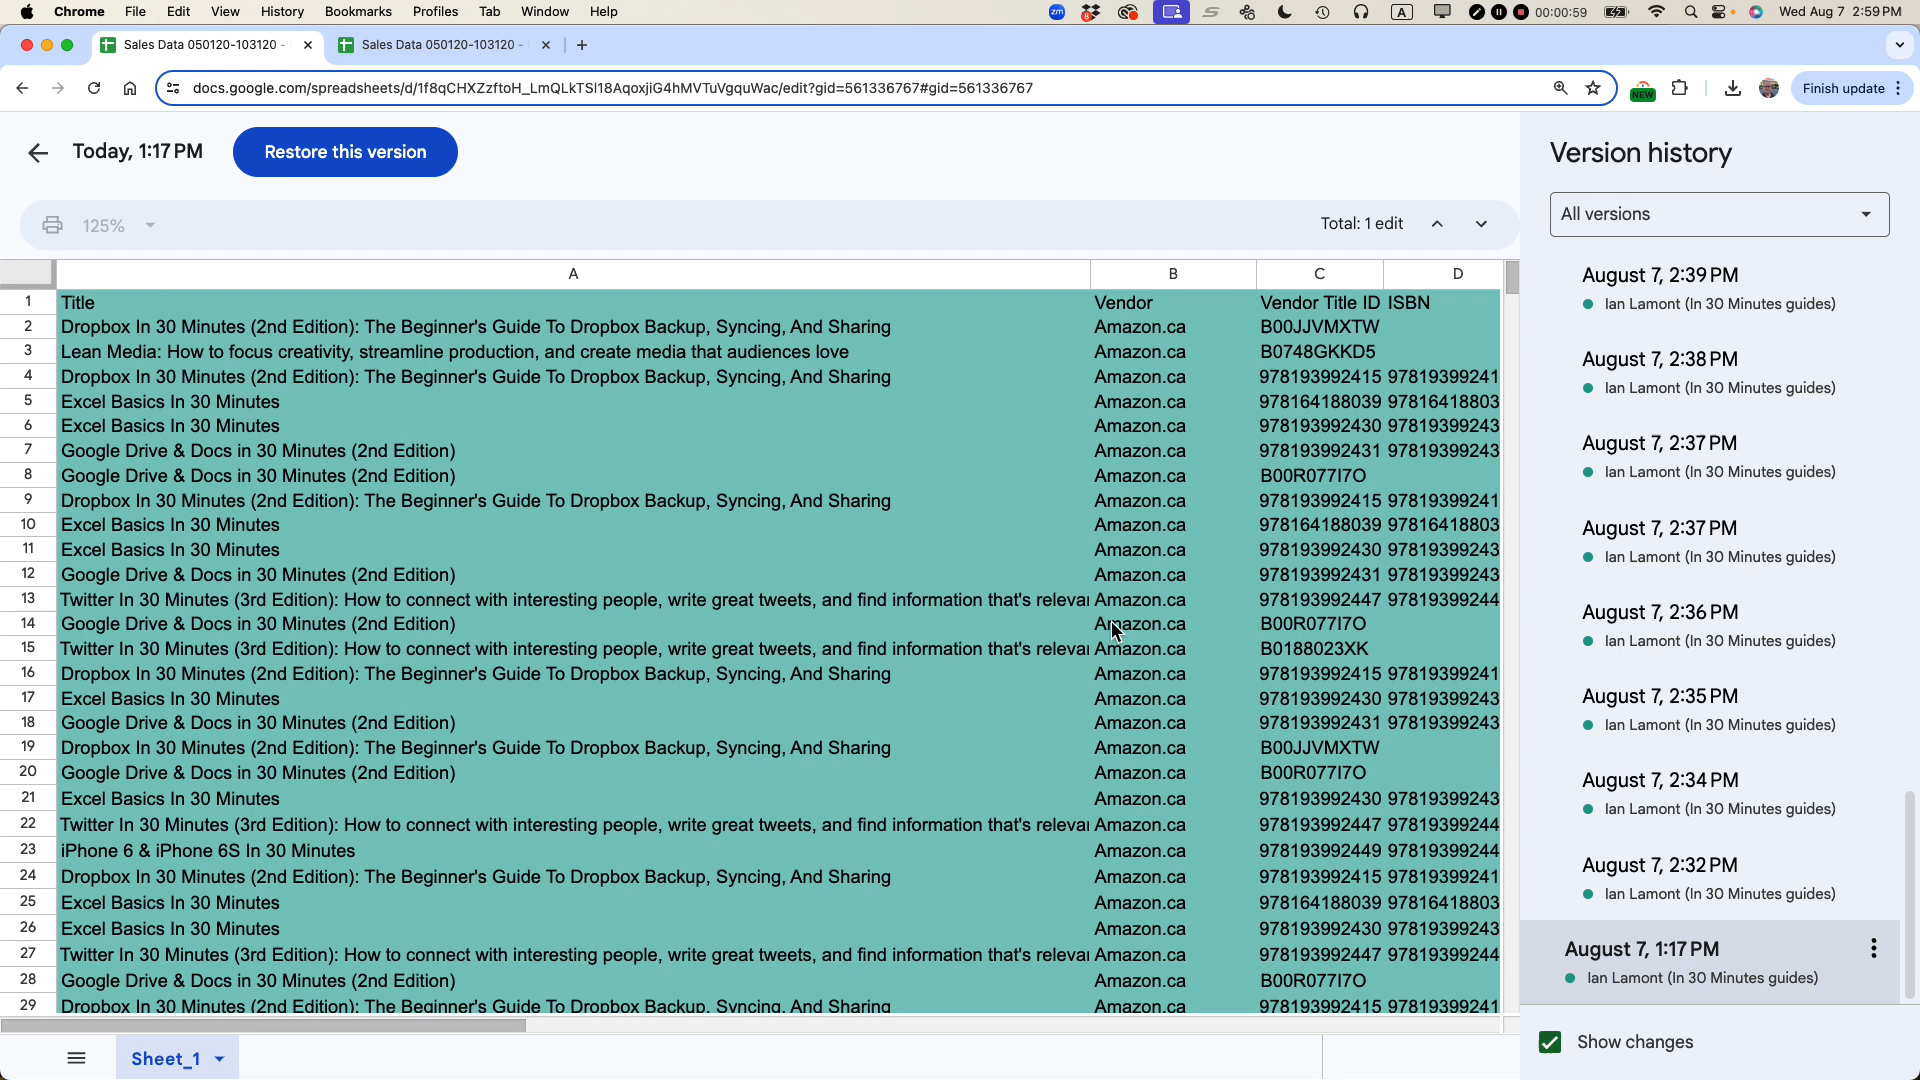 Chrome File Edit View History Bookmarks Profiles Tab Window Help zm 8 A 00:00:59 Wed Aug 7 2:59 PM
Sales Data 050120-103120 - Sales Data 050120-103120 -
docs.google.com/spreadsheets/d/1f8qCHXZzftoH_LmQLkTSl18AqoxjiG4hMVTuVgquWac/edit?gid=561336767#gid=561336767 NEW Finish update
Today, 1:17 PM Restore this version
125% Total: 1 edit
A B C D
1 Title Vendor Vendor Title ID ISBN
2 Dropbox In 30 Minutes (2nd Edition): The Beginner's Guide To Dropbox Backup, Syncing, And Sharing Amazon.ca B00JJVMXTW
3 Lean Media: How to focus creativity, streamline production, and create media that audiences love Amazon.ca B0748GKKD5
4 Dropbox In 30 Minutes (2nd Edition): The Beginner's Guide To Dropbox Backup, Syncing, And Sharing Amazon.ca 978193992415 97819399241
5 Excel Basics In 30 Minutes Amazon.ca 978164188039 97816418803
6 Excel Basics In 30 Minutes Amazon.ca 978193992430 97819399243
7 Google Drive & Docs in 30 Minutes (2nd Edition) Amazon.ca 978193992431 97819399243
8 Google Drive & Docs in 30 Minutes (2nd Edition) Amazon.ca B00R077I7O
9 Dropbox In 30 Minutes (2nd Edition): The Beginner's Guide To Dropbox Backup, Syncing, And Sharing Amazon.ca 978193992415 97819399241
10 Excel Basics In 30 Minutes Amazon.ca 978164188039 97816418803
11 Excel Basics In 30 Minutes Amazon.ca 978193992430 97819399243
12 Google Drive & Docs in 30 Minutes (2nd Edition) Amazon.ca 978193992431 97819399243
13 Twitter In 30 Minutes (3rd Edition): How to connect with interesting people, write great tweets, and find information that's releva Amazon.ca 978193992447 97819399244
14 Google Drive & Docs in 30 Minutes (2nd Edition) Amazon.ca B00R077I7O
15 Twitter In 30 Minutes (3rd Edition): How to connect with interesting people, write great tweets, and find information that's releva Amazon.ca B0188023XK
16 Dropbox In 30 Minutes (2nd Edition): The Beginner's Guide To Dropbox Backup, Syncing, And Sharing Amazon.ca 978193992415 97819399241
17 Excel Basics In 30 Minutes Amazon.ca 978193992430 97819399243
18 Google Drive & Docs in 30 Minutes (2nd Edition) Amazon.ca 978193992431 97819399243
19 Dropbox In 30 Minutes (2nd Edition): The Beginner's Guide To Dropbox Backup, Syncing, And Sharing Amazon.ca B00JJVMXTW
20 Google Drive & Docs in 30 Minutes (2nd Edition) Amazon.ca B00R077I7O
21 Excel Basics In 30 Minutes Amazon.ca 978193992430 97819399243
22 Twitter In 30 Minutes (3rd Edition): How to connect with interesting people, write great tweets, and find information that's releva Amazon.ca 978193992447 97819399244
23 iPhone 6 & iPhone 6S In 30 Minutes Amazon.ca 978193992449 97819399244
24 Dropbox In 30 Minutes (2nd Edition): The Beginner's Guide To Dropbox Backup, Syncing, And Sharing Amazon.ca 978193992415 97819399241
25 Excel Basics In 30 Minutes Amazon.ca 978164188039 97816418803
26 Excel Basics In 30 Minutes Amazon.ca 978193992430 97819399243
27 Twitter In 30 Minutes (3rd Edition): How to connect with interesting people, write great tweets, and find information that's releva Amazon.ca 978193992447 97819399244
28 Google Drive & Docs in 30 Minutes (2nd Edition) Amazon.ca B00R077I7O
29 Dropbox In 30 Minutes (2nd Edition): The Beginner's Guide To Dropbox Backup, Syncing, And Sharing Amazon.ca 978193992415 97819399241
Sheet_1
Version history
All versions
August 7, 2:39 PM
Ian Lamont (In 30 Minutes guides)
August 7, 2:38 PM
Ian Lamont (In 30 Minutes guides)
August 7, 2:37 PM
Ian Lamont (In 30 Minutes guides)
August 7, 2:37 PM
Ian Lamont (In 30 Minutes guides)
August 7, 2:36 PM
Ian Lamont (In 30 Minutes guides)
August 7, 2:35 PM
Ian Lamont (In 30 Minutes guides)
August 7, 2:34 PM
Ian Lamont (In 30 Minutes guides)
August 7, 2:32 PM
Ian Lamont (In 30 Minutes guides)
August 7, 1:17 PM
Ian Lamont (In 30 Minutes guides)
Show changes